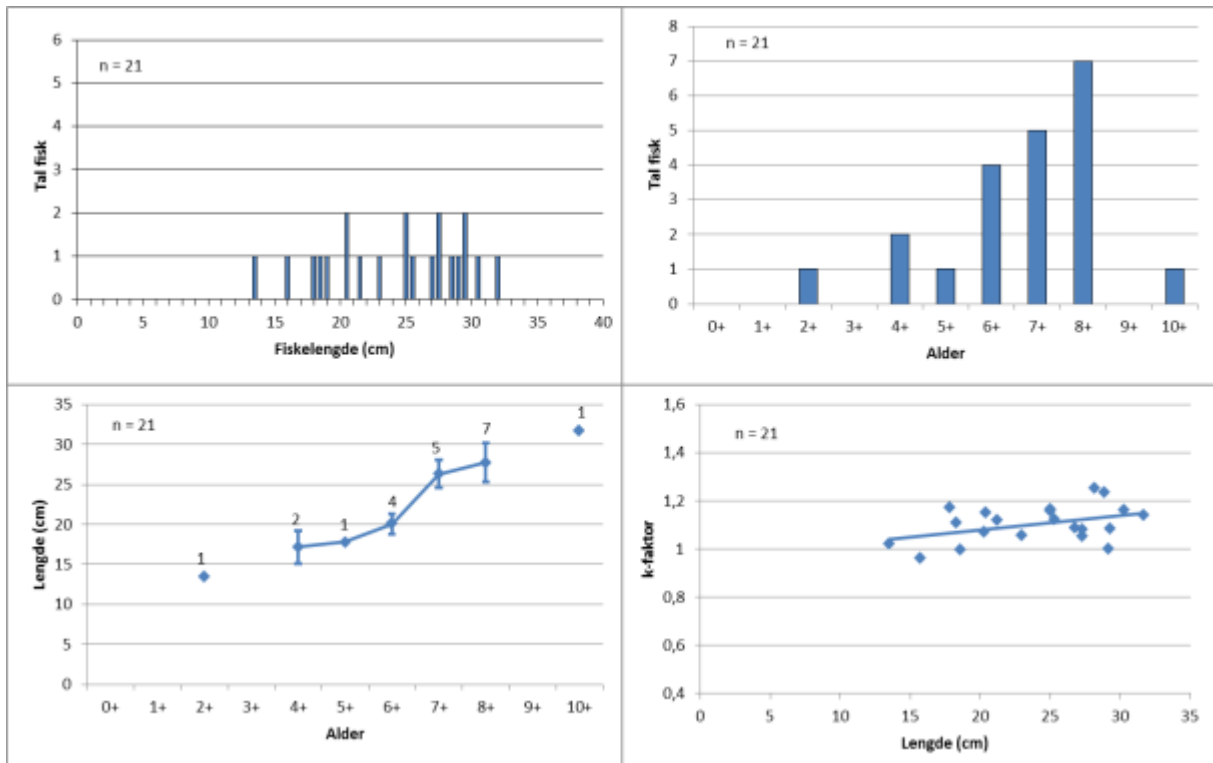 6
n = 21
5
4
3
2
1
0
Tal fisk
0 5 10 15 20 25 30 35 40
Fiskelengde (cm)
8
n = 21
7
6
5
4
3
2
1
0
Tal fisk
0+ 1+ 2+ 3+ 4+ 5+ 6+ 7+ 8+ 9+ 10+
Alder
35
n = 21
30
25
20
15
10
5
0
Lengde (cm)
1 2 1 4 5 7 1
0+ 1+ 2+ 3+ 4+ 5+ 6+ 7+ 8+ 9+ 10+
Alder
1,6
n = 21
1,4
1,2
1
0,8
0,6
0,4
k-faktor
0 5 10 15 20 25 30 35
Lengde (cm)